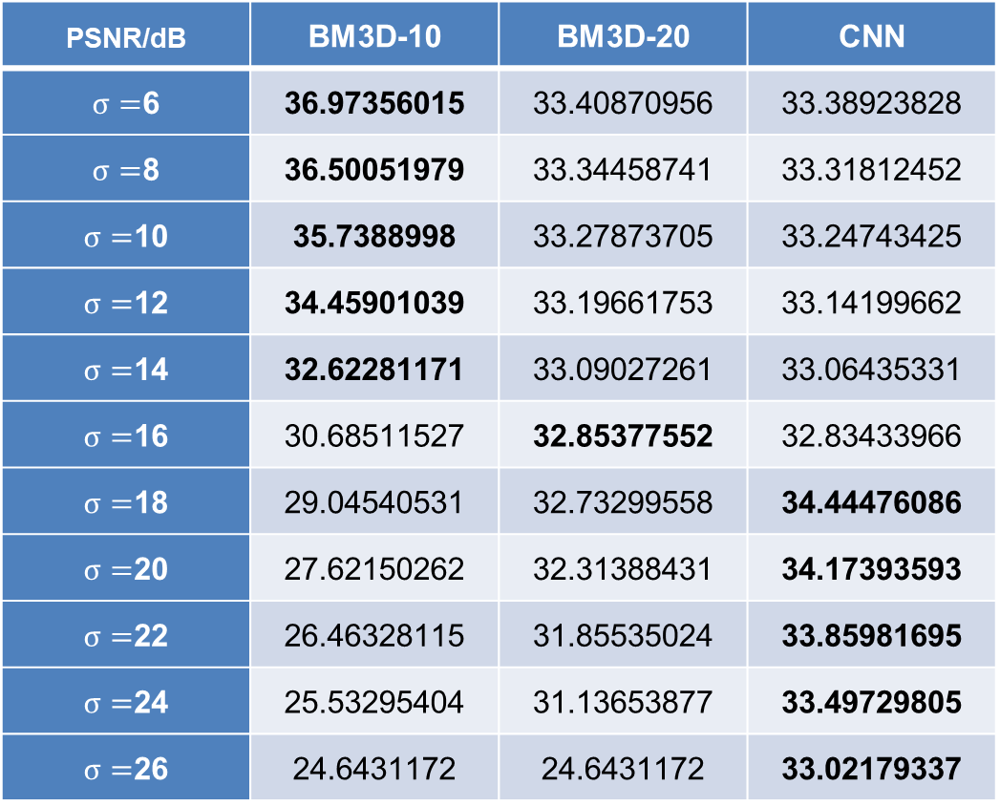 PSNR/dB BM3D-10 BM3D-20 CNN
σ =6 36.97356015 33.40870956 33.38923828
σ =8 36.50051979 33.34458741 33.31812452
σ =10 35.7388998 33.27873705 33.24743425
σ =12 34.45901039 33.19661753 33.14199662
σ =14 32.62281171 33.09027261 33.06435331
σ =16 30.68511527 32.85377552 32.83433966
σ =18 29.04540531 32.73299558 34.44476086
σ =20 27.62150262 32.31388431 34.17393593
σ =22 26.46328115 31.85535024 33.85981695
σ =24 25.53295404 31.13653877 33.49729805
σ =26 24.6431172 24.6431172 33.02179337